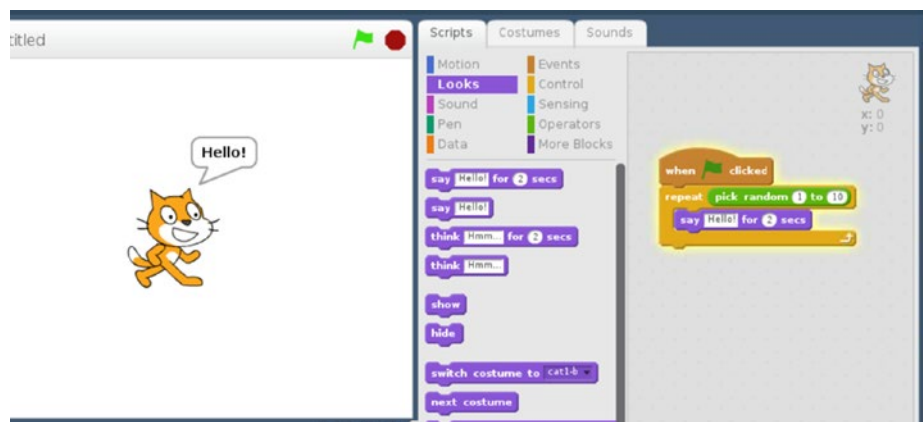 titled
Hello!
Scripts Costumes Sounds
Motion Events
Looks Control
Sound Sensing
Pen Operators
Data More Blocks
say Hello! for 2 secs
say Hello!
think Hmm... for 2 secs
think Hmm...
show
hide
switch costume to cat1-b
next costume
x: 0
y: 0
when clicked
repeat pick random 1 to 10
say Hello! for 2 secs